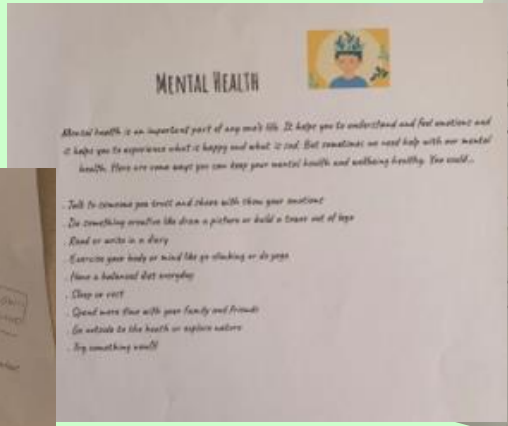 MENTAL HEALTH
Mental health is an important part of any one's life. It helps you to understand and feel emotions and
it helps you to experience what is happy and what is sad. But sometimes we need help with our mental
health. Here are some ways you can keep your mental health and wellbeing healthy. You could...
. Talk to someone you trust and share with them your emotions
. Do something creative like draw a picture or build a tower out of lego
. Read or write in a diary
. Exercise your body or mind like go climbing or do yoga
. Have a balanced diet everyday
. Sleep or rest
. Spend more time with your family and friends
. Go outside to the heath or explore nature
. Try something new!!!